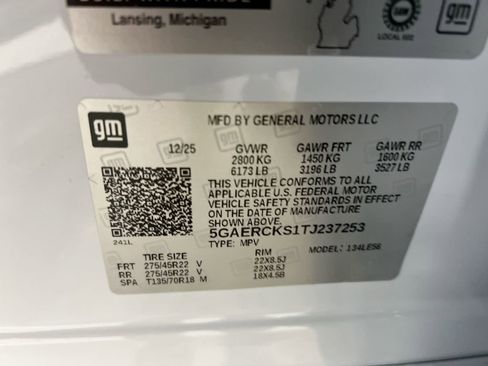 Lansing, Michigan
LOCAL 602
gm
gm
MFD BY GENERAL MOTORS LLC
12/25 GVWR GAWR FRT GAWR RR
2800 KG 1450 KG 1600 KG
6173 LB 3196 LB 3527 LB
THIS VEHICLE CONFORMS TO ALL
APPLICABLE U.S. FEDERAL MOTOR
VEHICLE SAFETY STANDARDS IN EFFECT
ON THE DATE OF MANUFACTURE
SHOWN ABOVE.
5GAERCKS1TJ237253
TYPE: MPV MODEL: 134LES6
241L
TIRE SIZE RIM
FRT 275/45R22 V 22X8.5J
RR 275/45R22 V 22X8.5J
SPA T135/70R18 M 18X4.5B